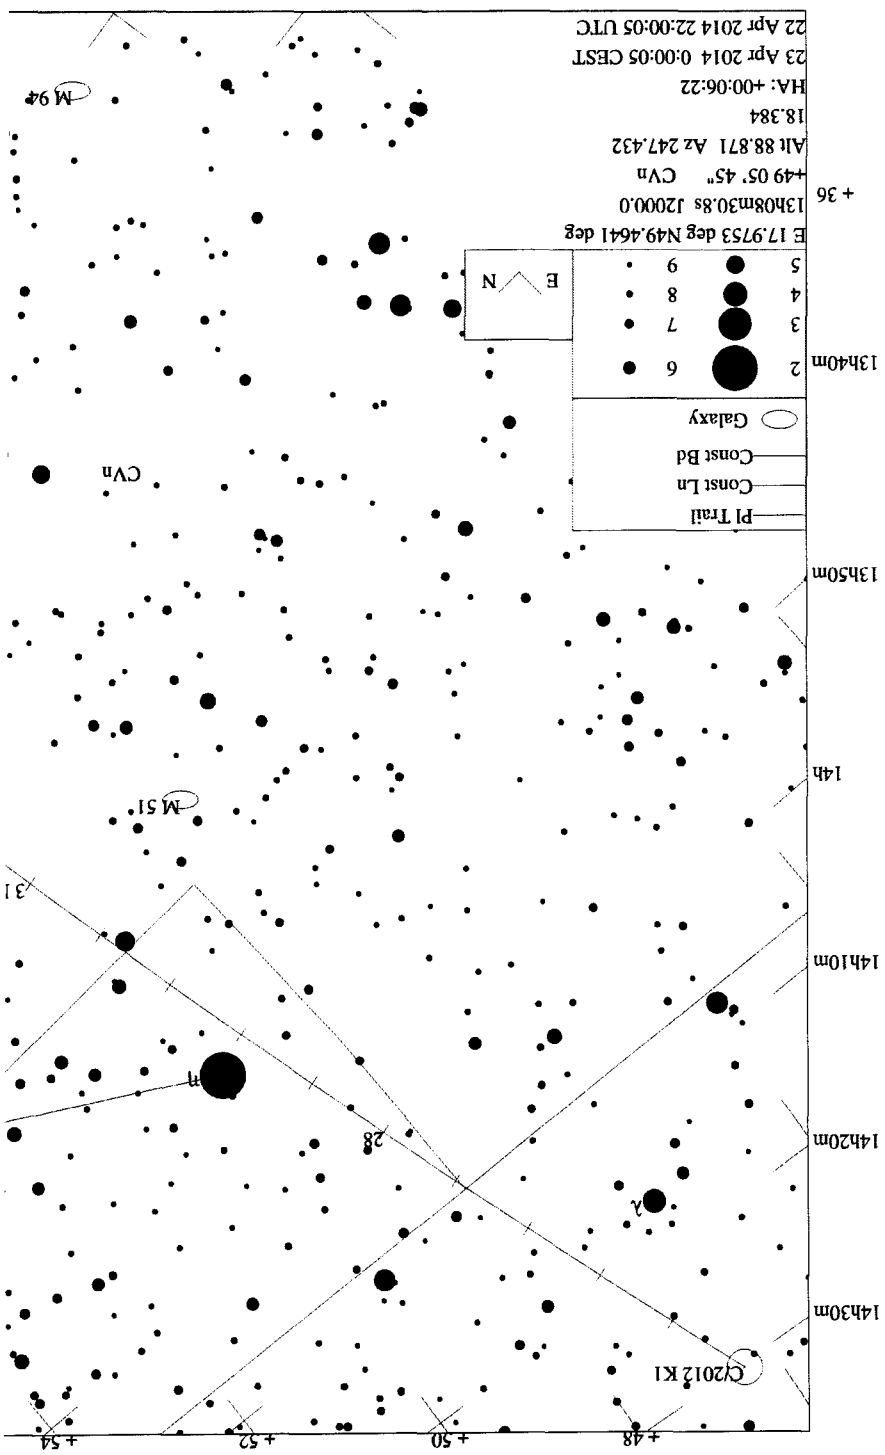 + 48
+ 50
+ 52
+ 54
C/2012 K1
14h30m
λ
14h20m
28
η
14h10m
31
M 51
14h
13h50m
Pl Trail
Const Ln
Const Bd
CVn
Galaxy
13h40m
2 6
3 7
4 8
5 9
E N
E 17.9753 deg N49.4641 deg
13h08m30.8s J2000.0
+ 36
+49 05' 45" CVn
Alt 88.871 Az 247.432
18.384
HA: +00:06:22
M 94
23 Apr 2014 0:00:05 CEST
22 Apr 2014 22:00:05 UTC